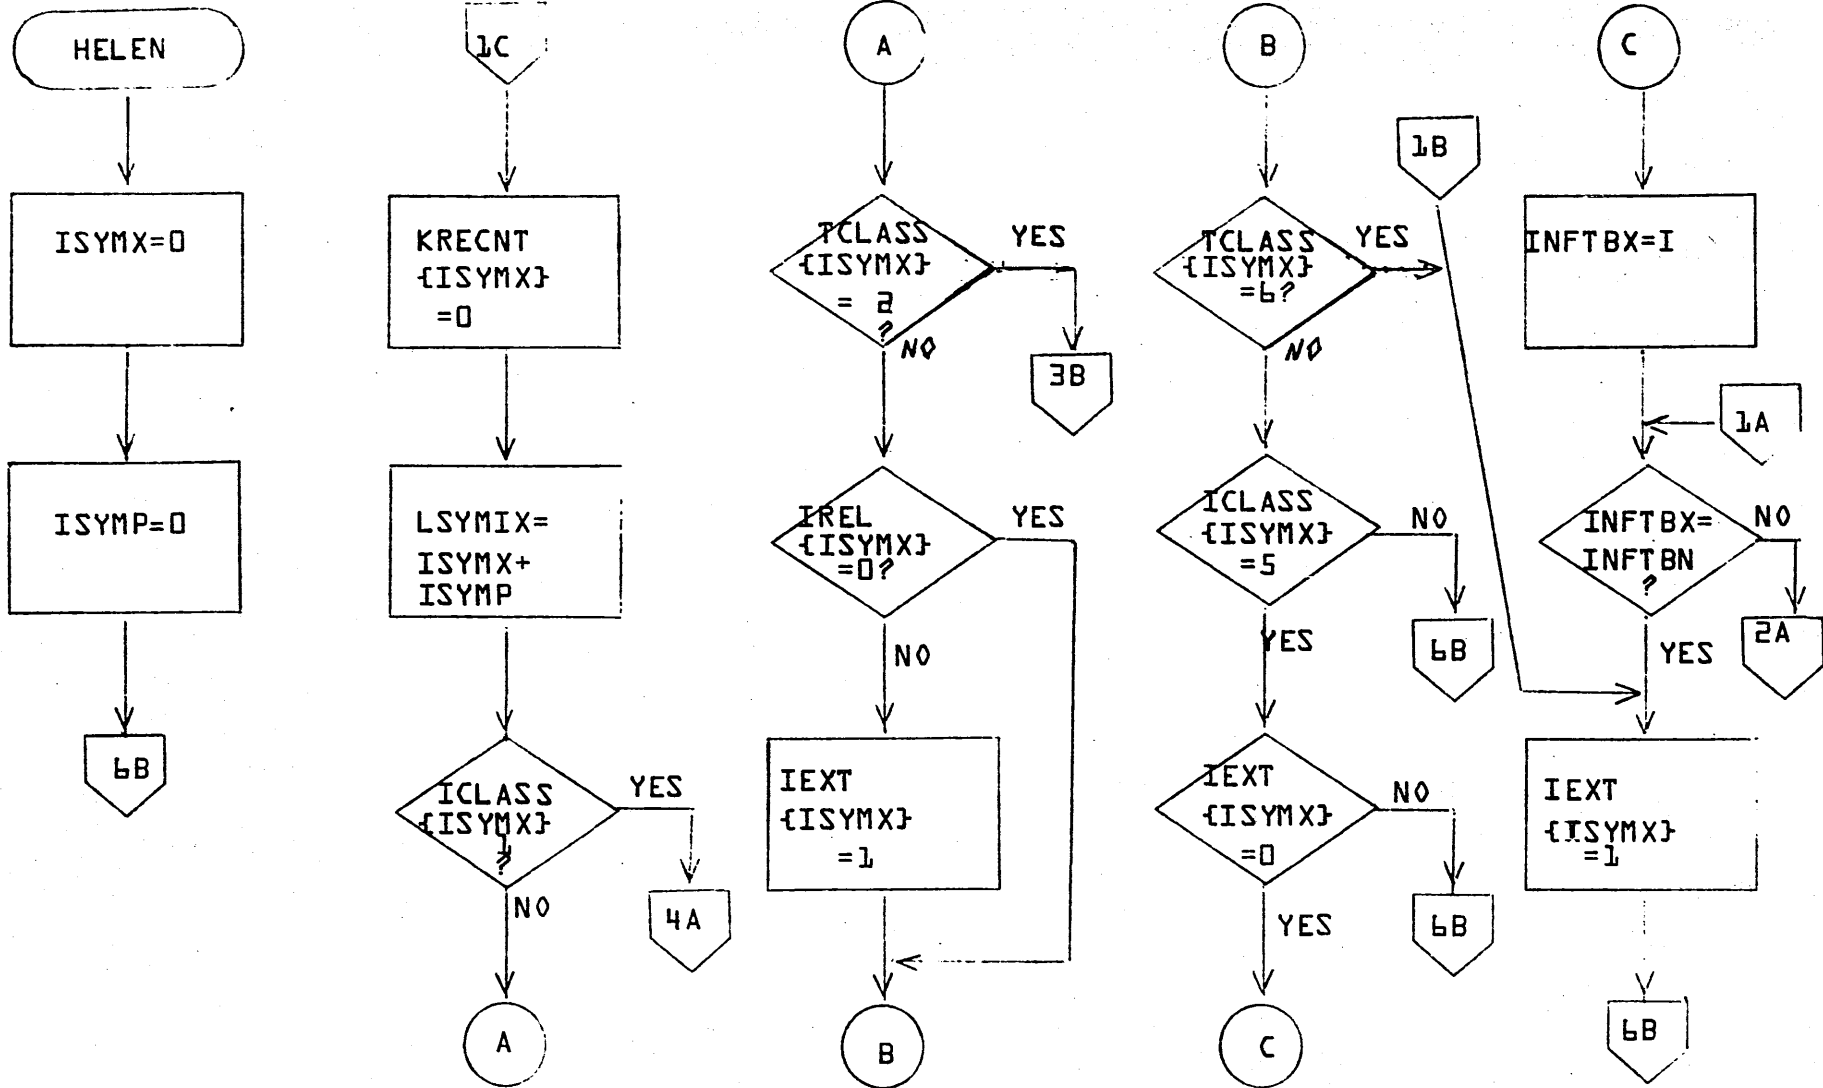 HELEN
ISYMX=0
ISYMP=0
6B
1C
KRECNT
{ISYMX}
=0
LSYMIX=
ISYMX+
ISYMP
ICLASS
{ISYMX}
?
YES
4A
NO
A
A
TCLASS
{ISYMX}
= 2
?
YES
3B
NO
IREL
{ISYMX}
=0?
YES
NO
IEXT
{ISYMX}
=1
B
B
TCLASS
{ISYMX}
=6?
YES
NO
ICLASS
{ISYMX}
=5
NO
6B
YES
IEXT
{ISYMX}
=0
NO
6B
YES
C
1B
C
INFTBX=I
1A
INFTBX=
INFTBN
?
NO
2A
YES
IEXT
{ISYMX}
=1
6B